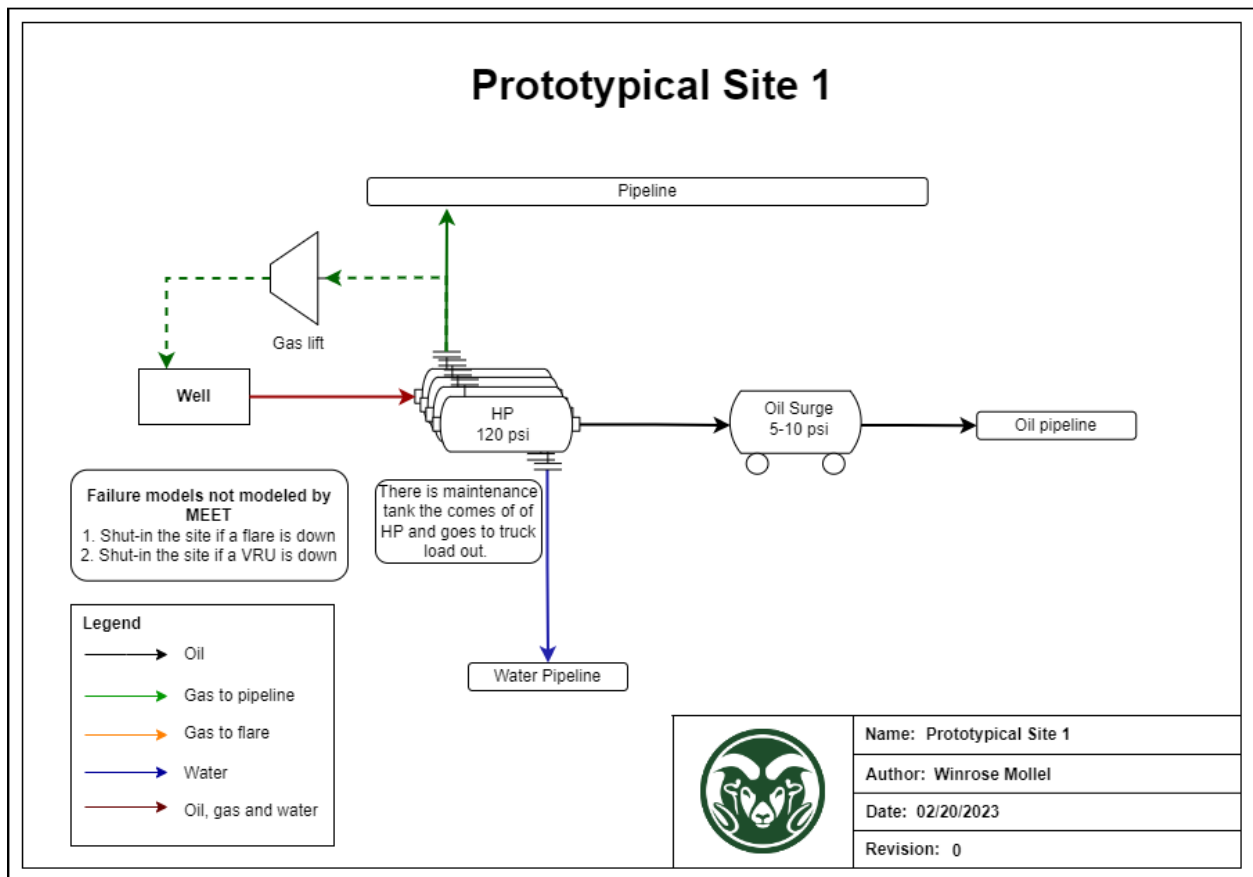 Prototypical Site 1
Pipeline
Gas lift
Well
HP
120 psi
Oil Surge
5-10 psi
Oil pipeline
Failure models not modeled by
MEET
1. Shut-in the site if a flare is down
2. Shut-in the site if a VRU is down
There is maintenance
tank the comes of of
HP and goes to truck
load out.
Water Pipeline
Legend
Oil
Gas to pipeline
Gas to flare
Water
Oil, gas and water
Name: Prototypical Site 1
Author: Winrose Mollel
Date: 02/20/2023
Revision: 0